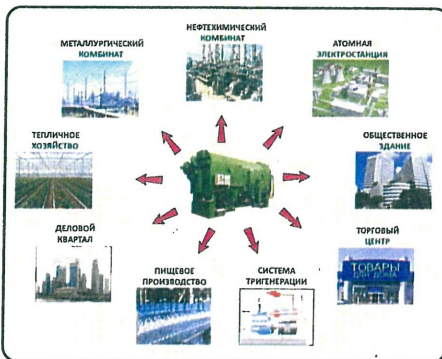 НЕФТЕХИМИЧЕСКИЙ
КОМБИНАТ
МЕТАЛЛУРГИЧЕСКИЙ
КОМБИНАТ
АТОМНАЯ
ЭЛЕКТРОСТАНЦИЯ
ТЕПЛИЧНОЕ
ХОЗЯЙСТВО
ОБЩЕСТВЕННОЕ
ЗДАНИЕ
ДЕЛОВОЙ
КВАРТАЛ
ПИЩЕВОЕ
ПРОИЗВОДСТВО
СИСТЕМА
ТРИГЕНЕРАЦИИ
ТОРГОВЫЙ
ЦЕНТР
ТОВАРЫ
ДЛЯ ДОМА